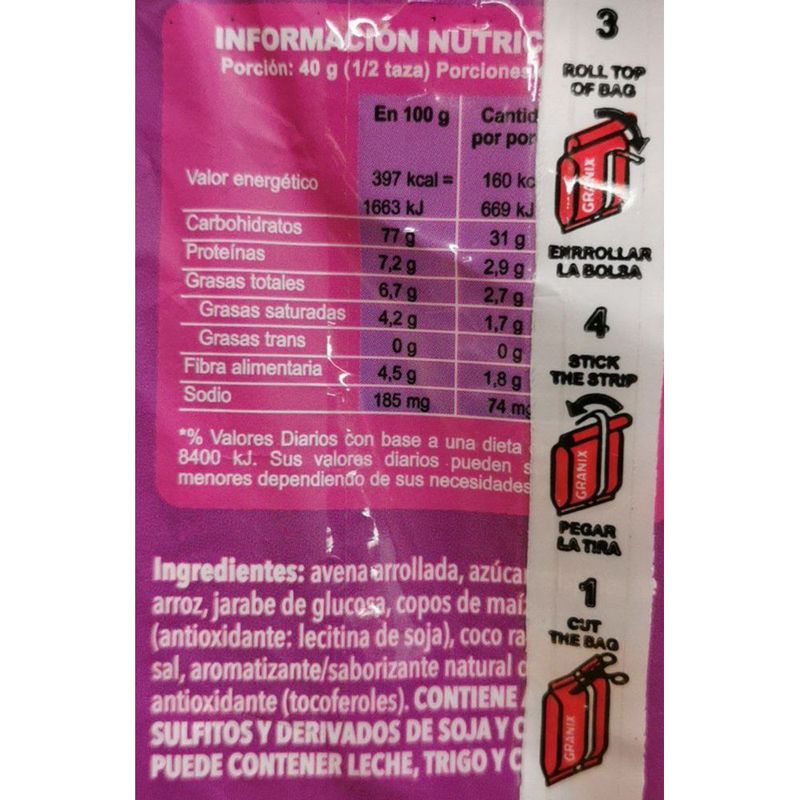 INFORMACIÓN NUTRIC
Porción: 40 g (1/2 taza) Porciones
En 100 g Cantid
por por
Valor energético 397 kcal = 160 kc
1663 kJ 669 kJ
Carbohidratos 77 g 31 g
Proteínas 7,2 g 2,9 g
Grasas totales 6,7 g 2,7 g
Grasas saturadas 4,2 g 1,7 g
Grasas trans 0 g 0 g
Fibra alimentaria 4,5 g 1,8 g
Sodio 185 mg 74 mg
*% Valores Diarios con base a una dieta
8400 kJ. Sus valores diarios pueden s
menores dependiendo de sus necesidades
Ingredientes: avena arrollada, azúcar
arroz, jarabe de glucosa, copos de maíz
(antioxidante: lecitina de soja), coco ra
sal, aromatizante/saborizante natural d
antioxidante (tocoferoles). CONTIENE
SULFITOS Y DERIVADOS DE SOJA Y
PUEDE CONTENER LECHE, TRIGO Y
3
ROLL TOP
OF BAG
GRANIX
ENRROLLAR
LA BOLSA
4
STICK
THE STRIP
GRANIX
PEGAR
LA TIRA
1
CUT
THE BAG
GRANIX